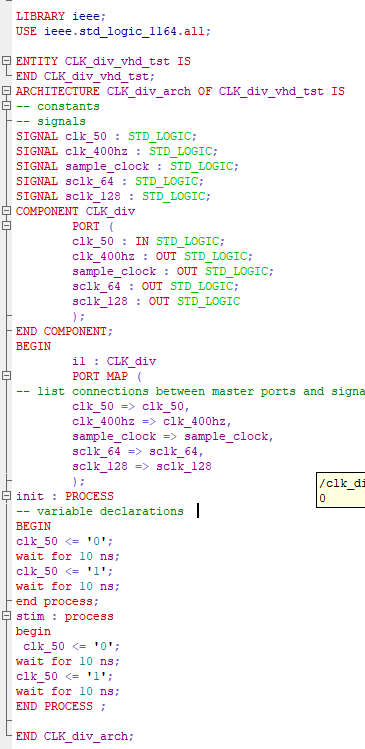 LIBRARY ieee;
USE ieee.std_logic_1164.all;
ENTITY CLK_div_vhd_tst IS
END CLK_div_vhd_tst;
ARCHITECTURE CLK_div_arch OF CLK_div_vhd_tst IS
-- constants
-- signals
SIGNAL clk_50 : STD_LOGIC;
SIGNAL clk_400hz : STD_LOGIC;
SIGNAL sample_clock : STD_LOGIC;
SIGNAL sclk_64 : STD_LOGIC;
SIGNAL sclk_128 : STD_LOGIC;
COMPONENT CLK_div
PORT (
clk_50 : IN STD_LOGIC;
clk_400hz : OUT STD_LOGIC;
sample_clock : OUT STD_LOGIC;
sclk_64 : OUT STD_LOGIC;
sclk_128 : OUT STD_LOGIC
);
END COMPONENT;
BEGIN
i1 : CLK_div
PORT MAP (
-- list connections between master ports and signa
clk_50 => clk_50,
clk_400hz => clk_400hz,
sample_clock => sample_clock,
sclk_64 => sclk_64,
sclk_128 => sclk_128
);
/clk_di
0
init : PROCESS
-- variable declarations
BEGIN
clk_50 <= '0';
wait for 10 ns;
clk_50 <= '1';
wait for 10 ns;
end process;
stim : process
begin
clk_50 <= '0';
wait for 10 ns;
clk_50 <= '1';
wait for 10 ns;
END PROCESS ;
END CLK_div_arch;